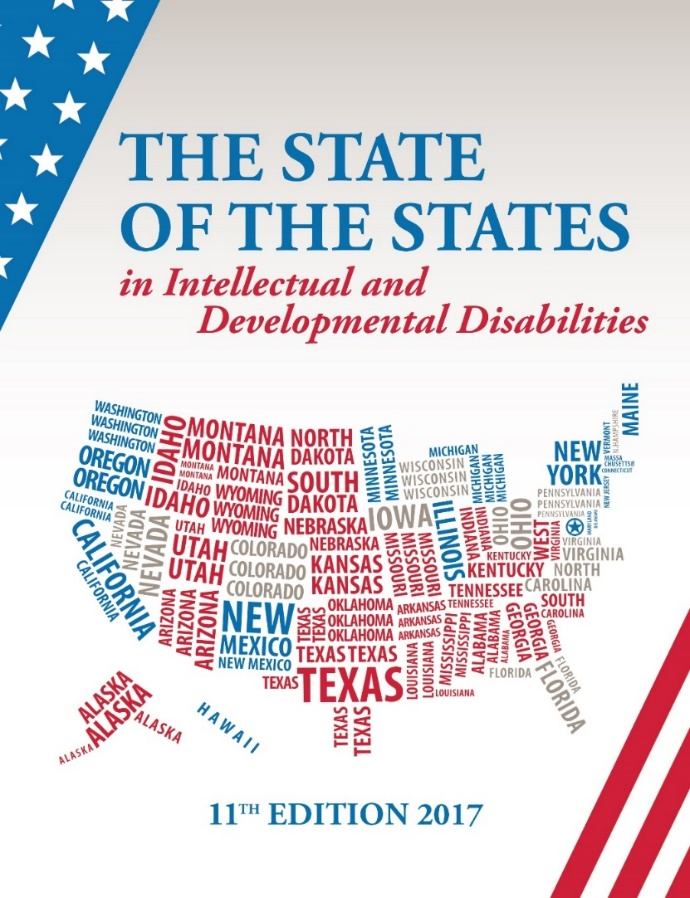 THE STATE
OF THE STATES
in Intellectual and
Developmental Disabilities
WASHINGTON
WASHINGTON
WASHINGTON
OREGON
OREGON
CALIFORNIA
CALIFORNIA
CALIFORNIA
CALIFORNIA
NEVADA
NEVADA
NEVADA
IDAHO
IDAHO
IDAHO
MONTANA
MONTANA
MONTANA
MONTANA
MONTANA
WYOMING
WYOMING
WYOMING
UTAH
UTAH
UTAH
COLORADO
COLORADO
COLORADO
ARIZONA
ARIZONA
ARIZONA
NEW
MEXICO
NEW MEXICO
NORTH
DAKOTA
SOUTH
DAKOTA
NEBRASKA
NEBRASKA
KANSAS
KANSAS
OKLAHOMA
OKLAHOMA
OKLAHOMA
TEXAS
TEXAS
TEXAS TEXAS
TEXAS
TEXAS
TEXAS
TEXAS
MINNESOTA
MINNESOTA
IOWA
MISSOURI
MISSOURI
MISSOURI
ARKANSAS
ARKANSAS
ARKANSAS
LOUISIANA
LOUISIANA
LOUISIANA
WISCONSIN
WISCONSIN
WISCONSIN
MICHIGAN
MICHIGAN
MICHIGAN
MICHIGAN
ILLINOIS
INDIANA
INDIANA
OHIO
OHIO
KENTUCKY
KENTUCKY
TENNESSEE
TENNESSEE
MISSISSIPPI
MISSISSIPPI
ALABAMA
ALABAMA
ALABAMA
GEORGIA
GEORGIA
GEORGIA
FLORIDA
FLORIDA
FLORIDA
SOUTH
CAROLINA
NORTH
CAROLINA
WEST
VIRGINIA
VIRGINIA
VIRGINIA
PENNSYLVANIA
PENNSYLVANIA
PENNSYLVANIA
NEW
YORK
NEW JERSEY
VERMONT
N.HAMPSHIRE
MASSA
CHUSETTS
CONNECTICUT
MAINE
ALASKA
ALASKA
ALASKA
ALASKA
HAWAII
11TH EDITION 2017